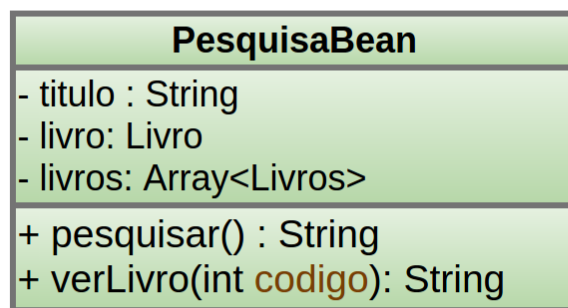 PesquisaBean
- titulo : String
- livro: Livro
- livros: Array<Livros>
+ pesquisar() : String
+ verLivro(int codigo): String